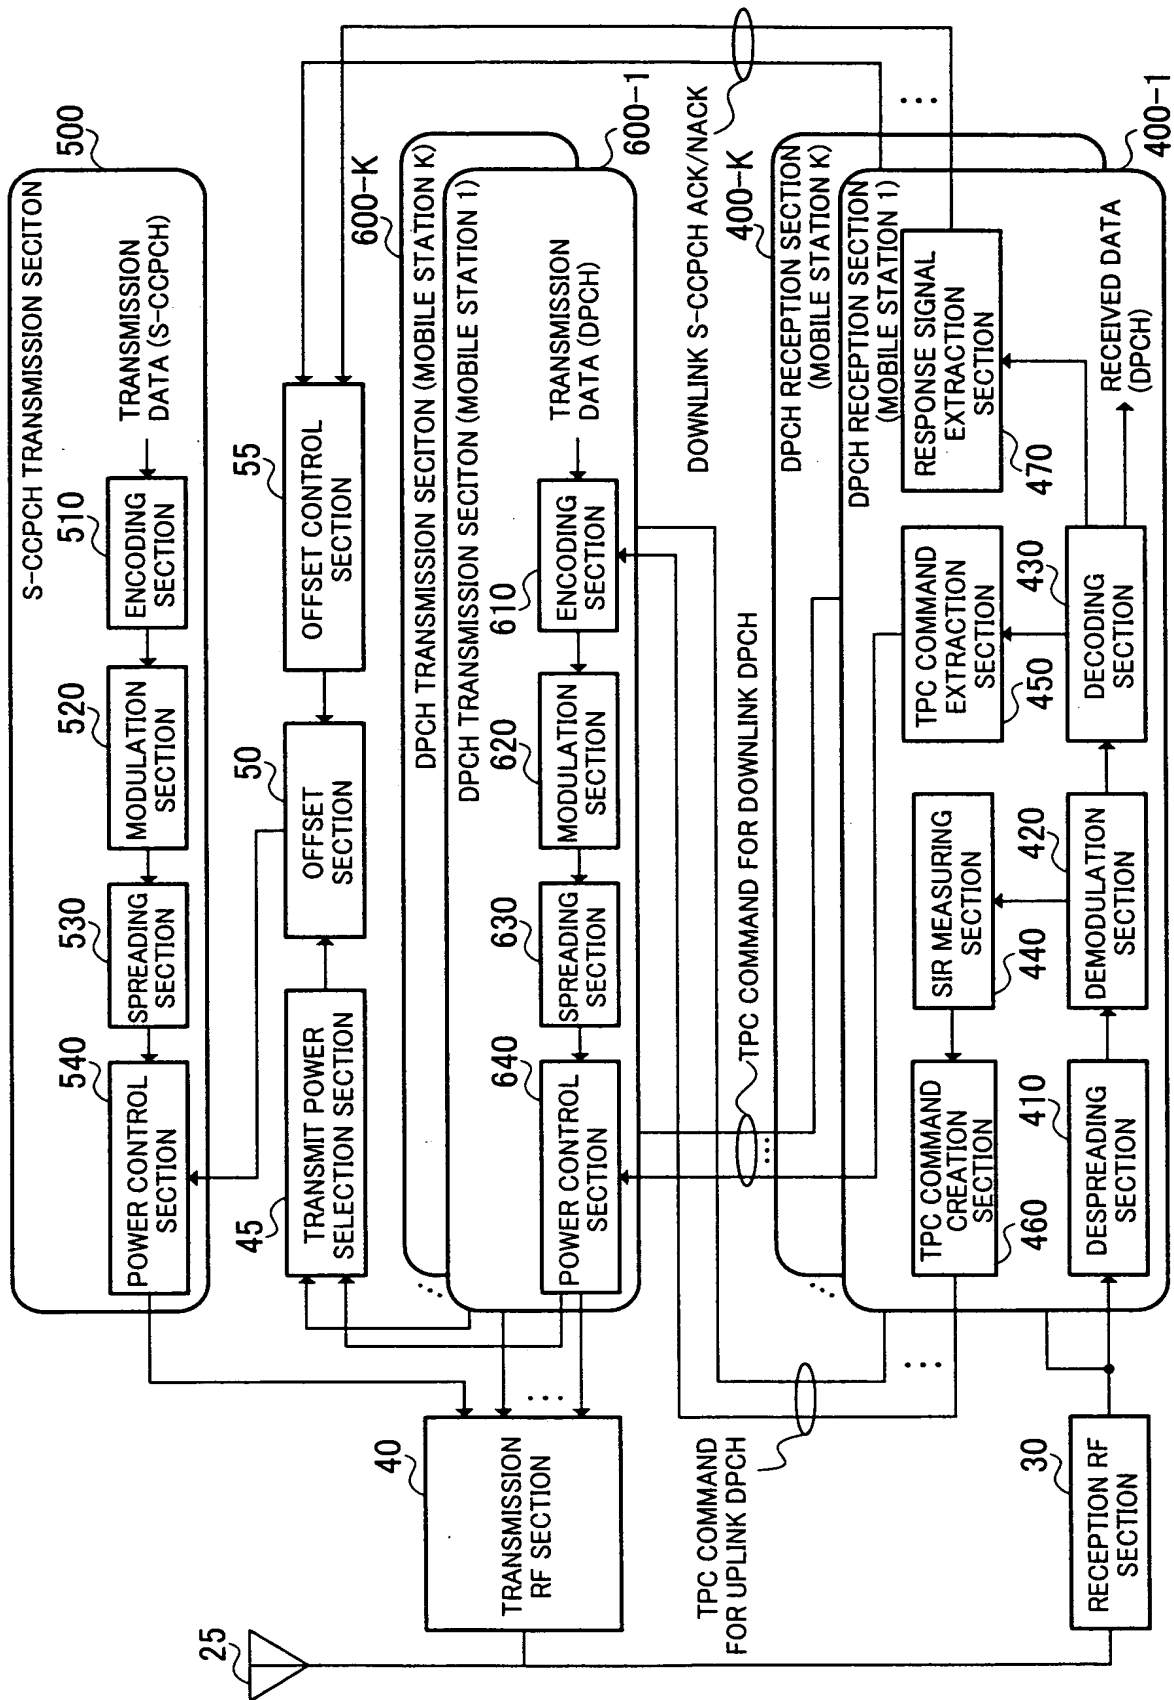 500
S-CCPCH TRANSMISSION SECITON
TRANSMISSION
DATA (S-CCPCH)
510
ENCODING
SECTION
520
MODULATION
SECTION
530
SPREADING
SECTION
540
POWER CONTROL
SECTION
55
OFFSET CONTROL
SECTION
50
OFFSET
SECTION
45
TRANSMIT POWER
SELECTION SECTION
600-K
DPCH TRANSMISSION SECITON (MOBILE STATION K)
600-1
DPCH TRANSMISSION SECITON (MOBILE STATION 1)
TRANSMISSION
DATA (DPCH)
610
ENCODING
SECTION
620
MODULATION
SECTION
630
SPREADING
SECTION
640
POWER CONTROL
SECTION
25
40
TRANSMISSION
RF SECTION
...
...
DOWNLINK S-CCPCH ACK/NACK
...
TPC COMMAND FOR DOWNLINK DPCH
....
TPC COMMAND
FOR UPLINK DPCH
...
400-K
DPCH RECEPTION SECTION
(MOBILE STATION K)
400-1
DPCH RECEPTION SECTION
(MOBILE STATION 1)
...
RESPONSE SIGNAL
EXTRACTION
SECTION
470
TPC COMMAND
EXTRACTION
SECTION
450
SIR MEASURING
SECTION
440
TPC COMMAND
CREATION
SECTION
460
RECEIVED DATA
(DPCH)
430
DECODING
SECTION
420
DEMODULATION
SECTION
410
DESPREADING
SECTION
30
RECEPTION RF
SECTION